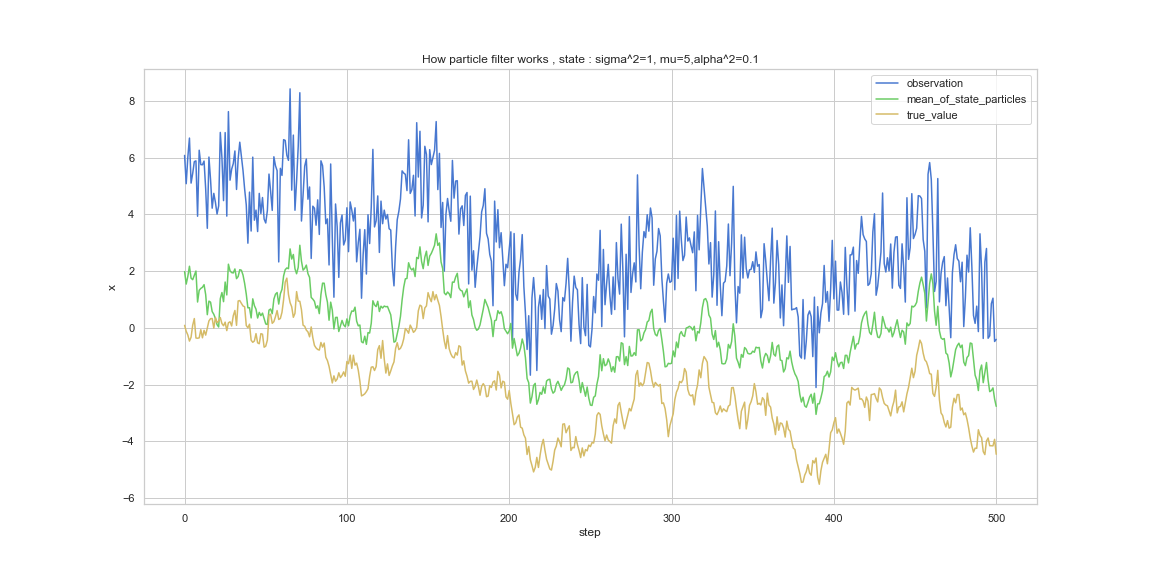 How particle filter works , state : sigma^2=1, mu=5,alpha^2=0.1
observation
mean_of_state_particles
true_value
x
8
6
4
2
0
−2
−4
−6
0 100 200 300 400 500
step